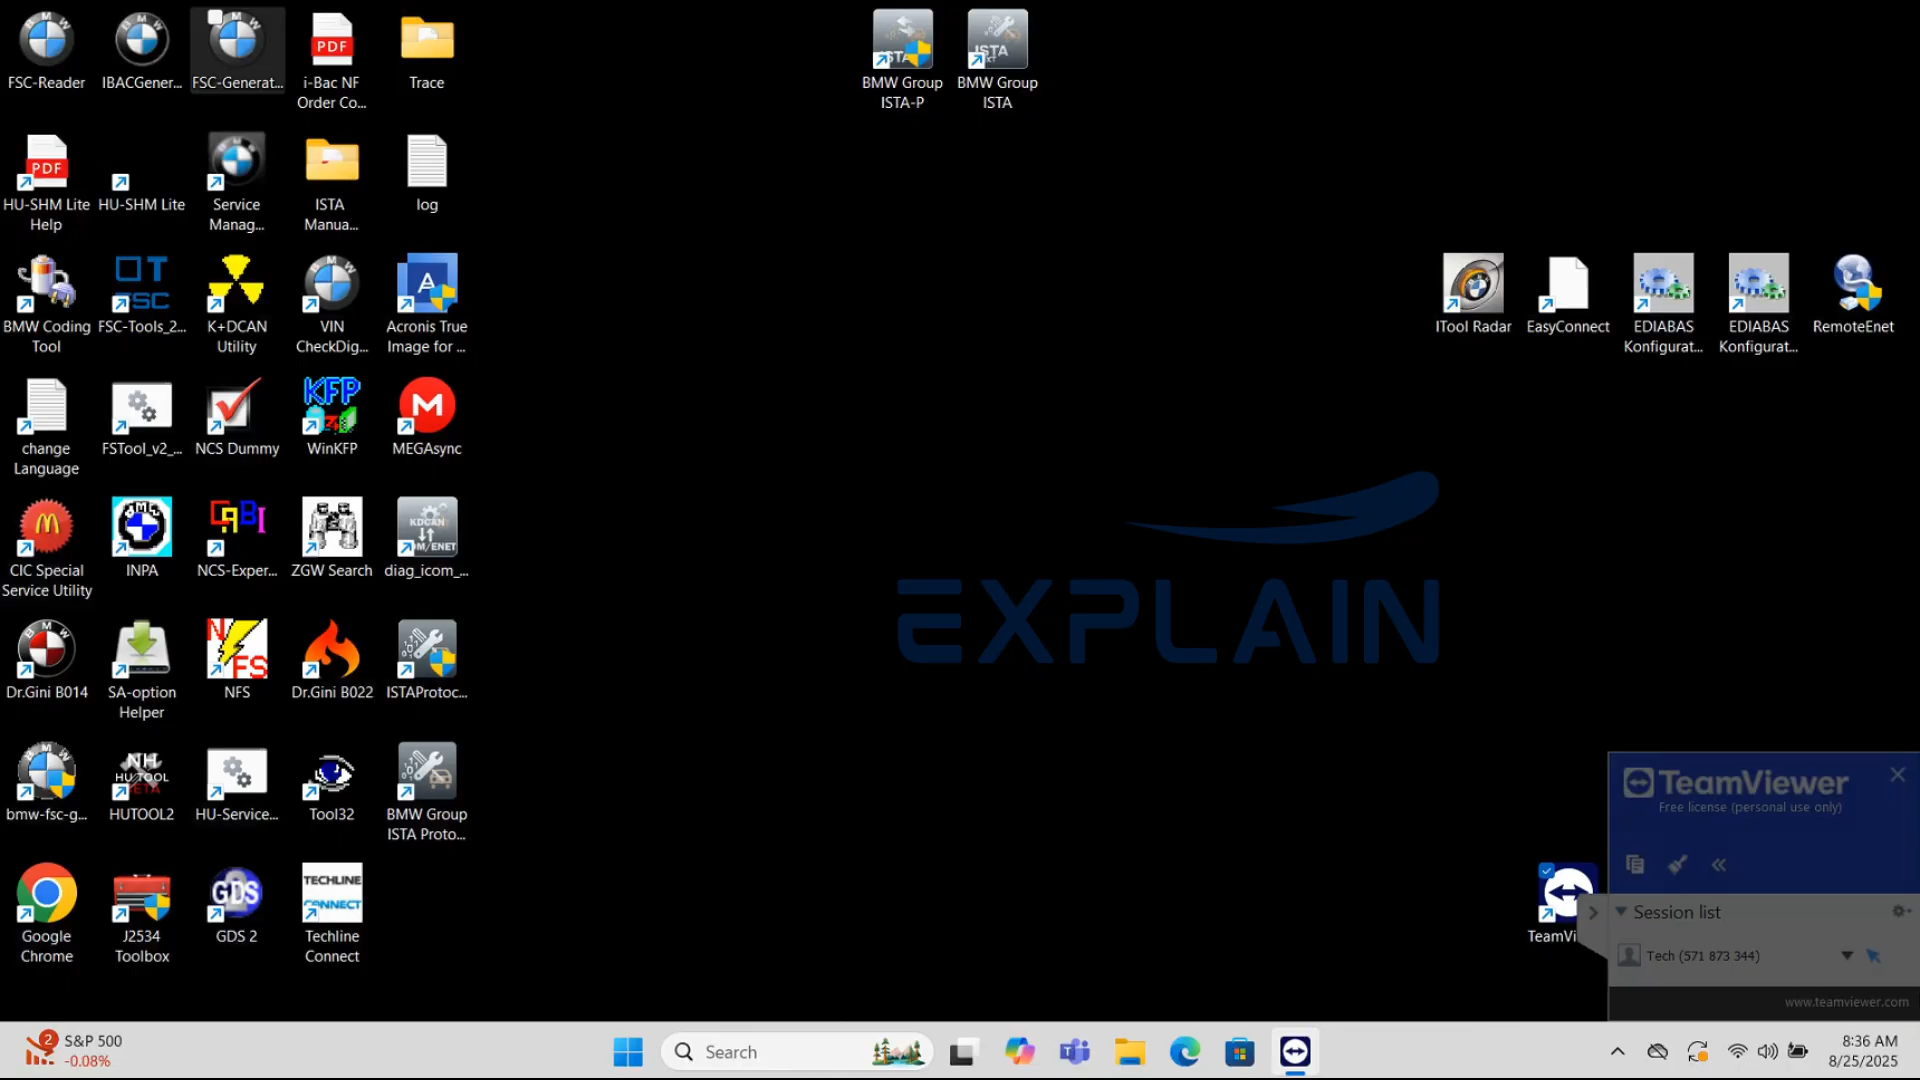 FSC-Reader
IBACGener...
FSC-Generat...
PDF
i-Bac NF
Order Co...
Trace
BMW Group
ISTA-P
ISTA
BMW Group
ISTA
PDF
HU-SHM Lite
Help
HU-SHM Lite
Service
Manag...
ISTA
Manua...
log
BMW Coding
Tool
FSC-Tools_2...
K+DCAN
Utility
VIN
CheckDig...
A
Acronis True
Image for ...
ITool Radar
EasyConnect
EDIABAS
Konfigurat...
EDIABAS
Konfigurat...
RemoteEnet
change
Language
FSTool_v2_...
NCS Dummy
KFP
WinKFP
M
MEGAsync
CIC Special
Service Utility
INPA
NCS-Exper...
ZGW Search
KDCAN
diag_icom_...
EXPLAIN
Dr.Gini B014
SA-option
Helper
NFS
NFS
Dr.Gini B022
ISTAProtoc...
bmw-fsc-g...
NH
HU TOOL
HUTOOL2
HU-Service...
Tool32
BMW Group
ISTA Proto...
TeamViewer
Free license (personal use only)
Google
Chrome
J2534
Toolbox
GDS
GDS 2
TECHLINE
CONNECT
Techline
Connect
TeamVi
Session list
Tech (571 873 344)
www.teamviewer.com
2
S&P 500
-0.08%
Search
8:36 AM
8/25/2025